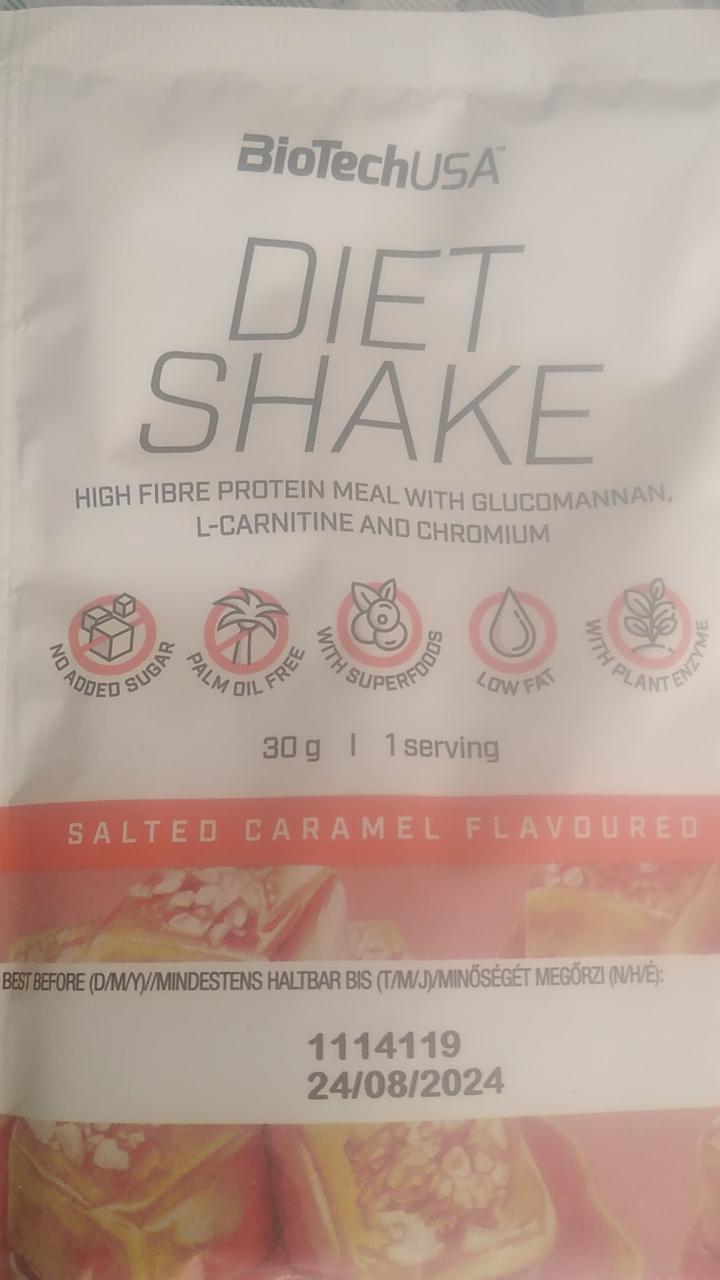 BioTechUSA™
DIET
SHAKE
HIGH FIBRE PROTEIN MEAL WITH GLUCOMANNAN,
L-CARNITINE AND CHROMIUM
NO ADDED SUGAR
PALM OIL FREE
WITH SUPERFOODS
LOW FAT
WITH PLANT ENZYME
30 g | 1 serving
SALTED CARAMEL FLAVOURED
BEST BEFORE (D/M/Y)//MINDESTENS HALTBAR BIS (T/M/J)/MINŐSÉGÉT MEGŐRZI (N/H/É):
1114119
24/08/2024